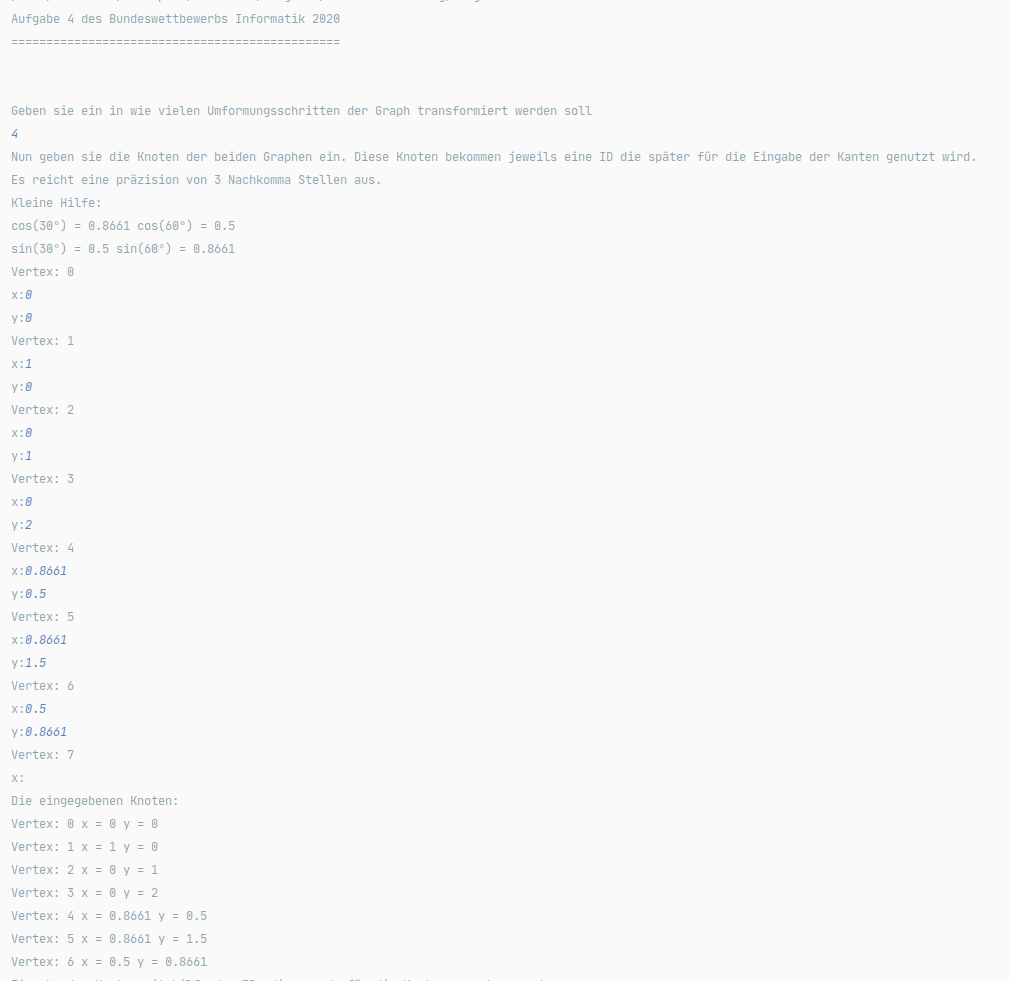 Aufgabe 4 des Bundeswettbewerbs Informatik 2020
===============================================
Geben sie ein in wie vielen Umformungsschritten der Graph transformiert werden soll
4
Nun geben sie die Knoten der beiden Graphen ein. Diese Knoten bekommen jeweils eine ID die später für die Eingabe der Kanten genutzt wird.
Es reicht eine präzision von 3 Nachkomma Stellen aus.
Kleine Hilfe:
cos(30°) = 0.8661 cos(60°) = 0.5
sin(30°) = 0.5 sin(60°) = 0.8661
Vertex: 0
x:0
y:0
Vertex: 1
x:1
y:0
Vertex: 2
x:0
y:1
Vertex: 3
x:0
y:2
Vertex: 4
x:0.8661
y:0.5
Vertex: 5
x:0.8661
y:1.5
Vertex: 6
x:0.5
y:0.8661
Vertex: 7
x:
Die eingegebenen Knoten:
Vertex: 0 x = 0 y = 0
Vertex: 1 x = 1 y = 0
Vertex: 2 x = 0 y = 1
Vertex: 3 x = 0 y = 2
Vertex: 4 x = 0.8661 y = 0.5
Vertex: 5 x = 0.8661 y = 1.5
Vertex: 6 x = 0.5 y = 0.8661